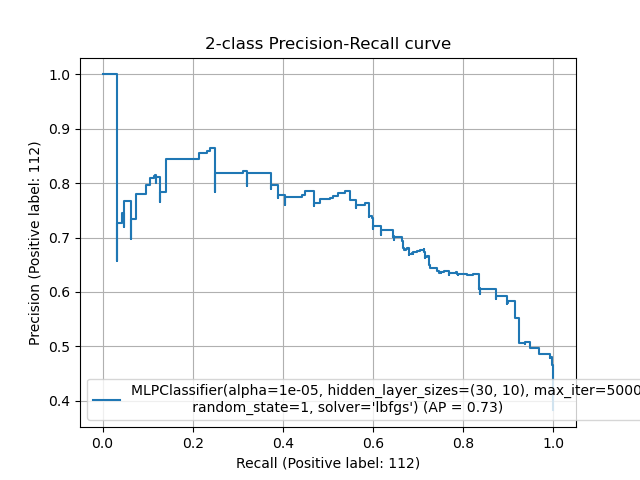 2-class Precision-Recall curve
1.0
0.9
0.8
0.7
0.6
0.5
0.4
Precision (Positive label: 112)
MLPClassifier(alpha=1e-05, hidden_layer_sizes=(30, 10), max_iter=5000
random_state=1, solver='lbfgs') (AP = 0.73)
0.0 0.2 0.4 0.6 0.8 1.0
Recall (Positive label: 112)